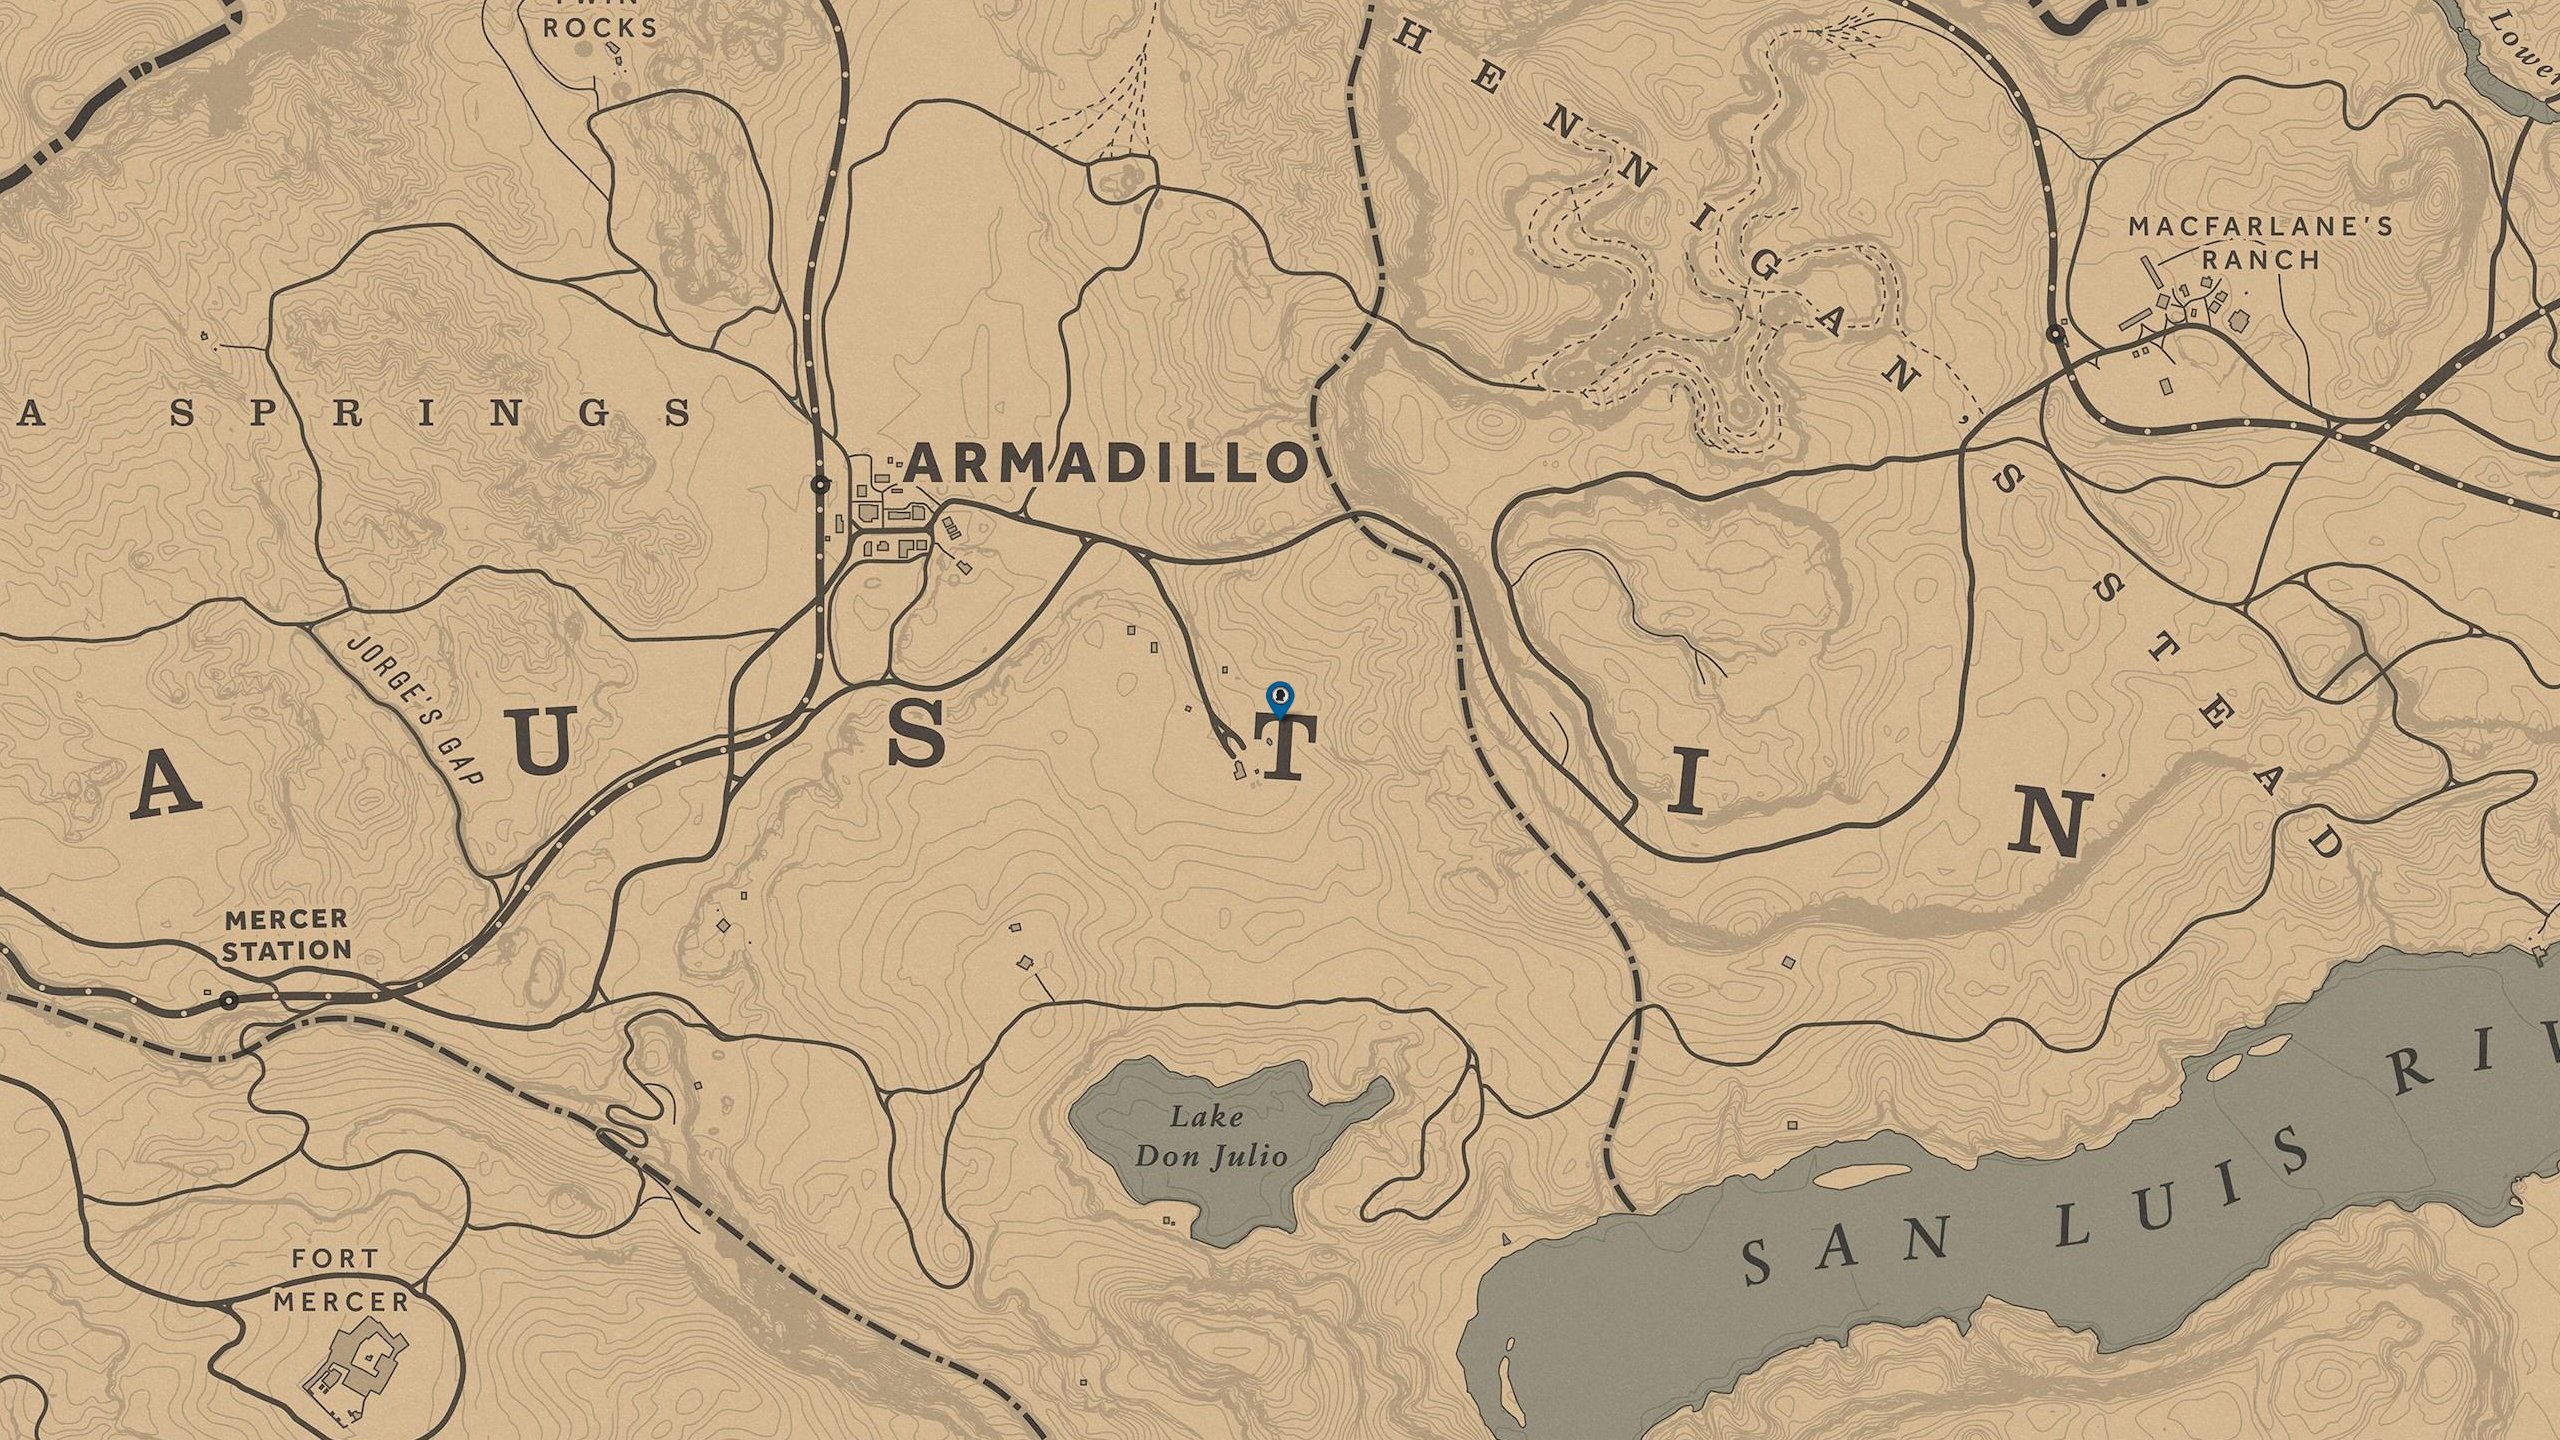 TWIN
ROCKS
HENNIGAN'S STEAD
Lower
MACFARLANE'S
RANCH
A SPRINGS
ARMADILLO
JORGE'S GAP
AUSTIN
MERCER
STATION
Lake
Don Julio
SAN LUIS RIV
FORT
MERCER